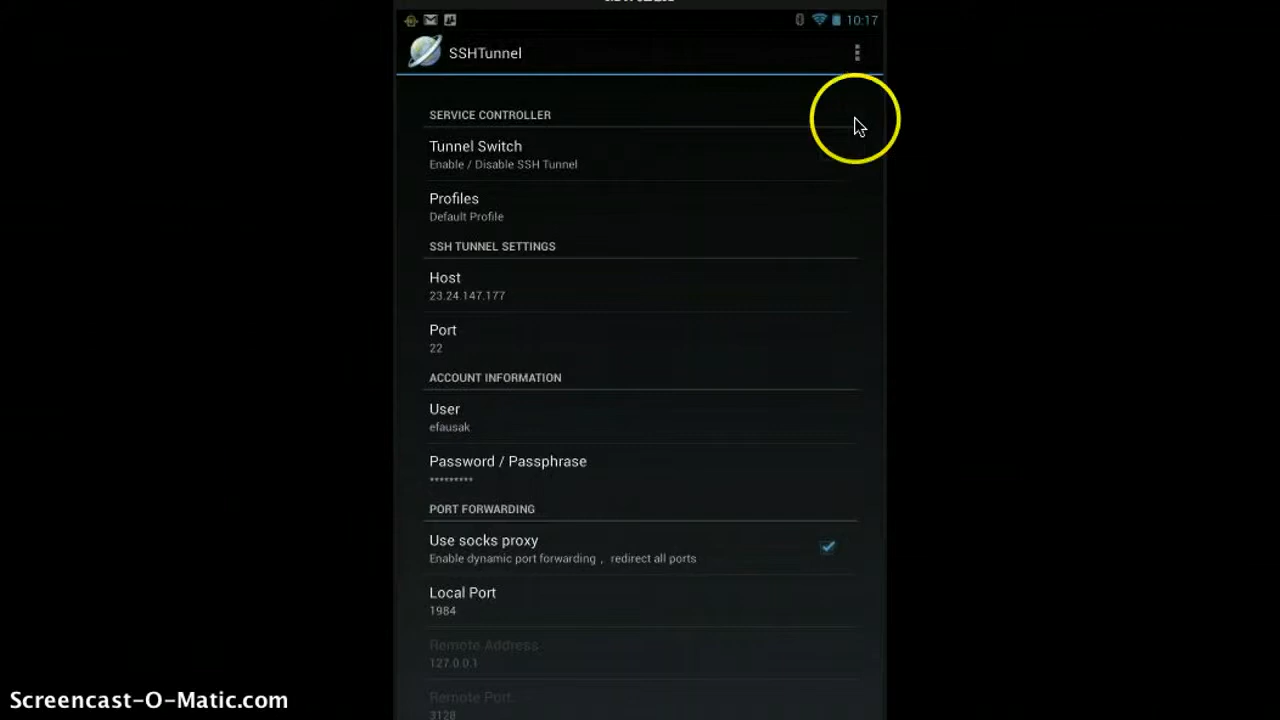 10:17
SSHTunnel
SERVICE CONTROLLER
Tunnel Switch
Enable / Disable SSH Tunnel
Profiles
Default Profile
SSH TUNNEL SETTINGS
Host
23.24.147.177
Port
22
ACCOUNT INFORMATION
User
efausak
Password / Passphrase
*********
PORT FORWARDING
Use socks proxy
Enable dynamic port forwarding , redirect all ports
Local Port
1984
Remote Address
127.0.0.1
Remote Port
3128
Screencast-O-Matic.com